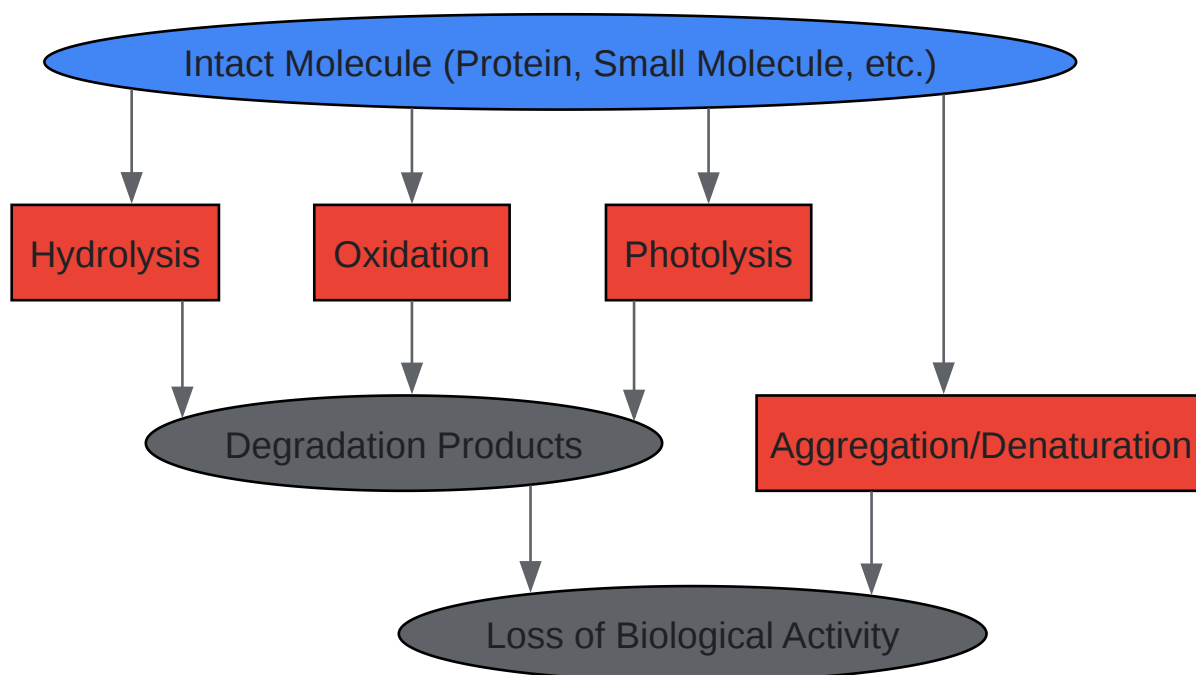 Intact Molecule (Protein, Small Molecule, etc.)
Hydrolysis
Oxidation
Photolysis
Degradation Products
Aggregation/Denaturation
Loss of Biological Activity